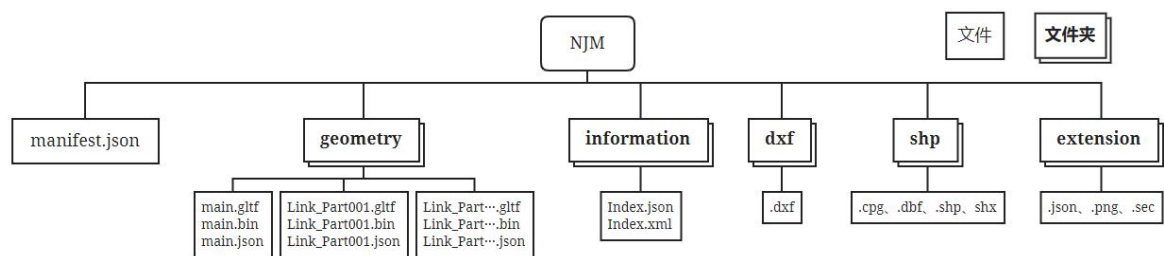 NJM
文件
文件夹
manifest.json
geometry
information
dxf
shp
extension
main.gltf
main.bin
main.json
Link_Part001.gltf
Link_Part001.bin
Link_Part001.json
Link_Part⋯.gltf
Link_Part⋯.bin
Link_Part⋯.json
Index.json
Index.xml
.dxf
.cpg、.dbf、.shp、shx
.json、.png、.sec